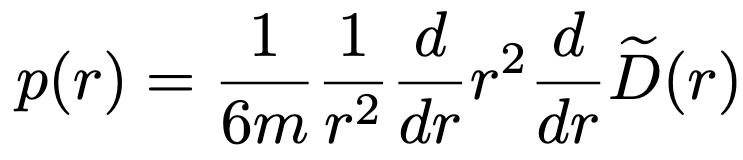 p(r) = \frac{1}{6m} \frac{1}{r^2} \frac{d}{dr} r^2 \frac{d}{dr} \widetilde{D}(r)